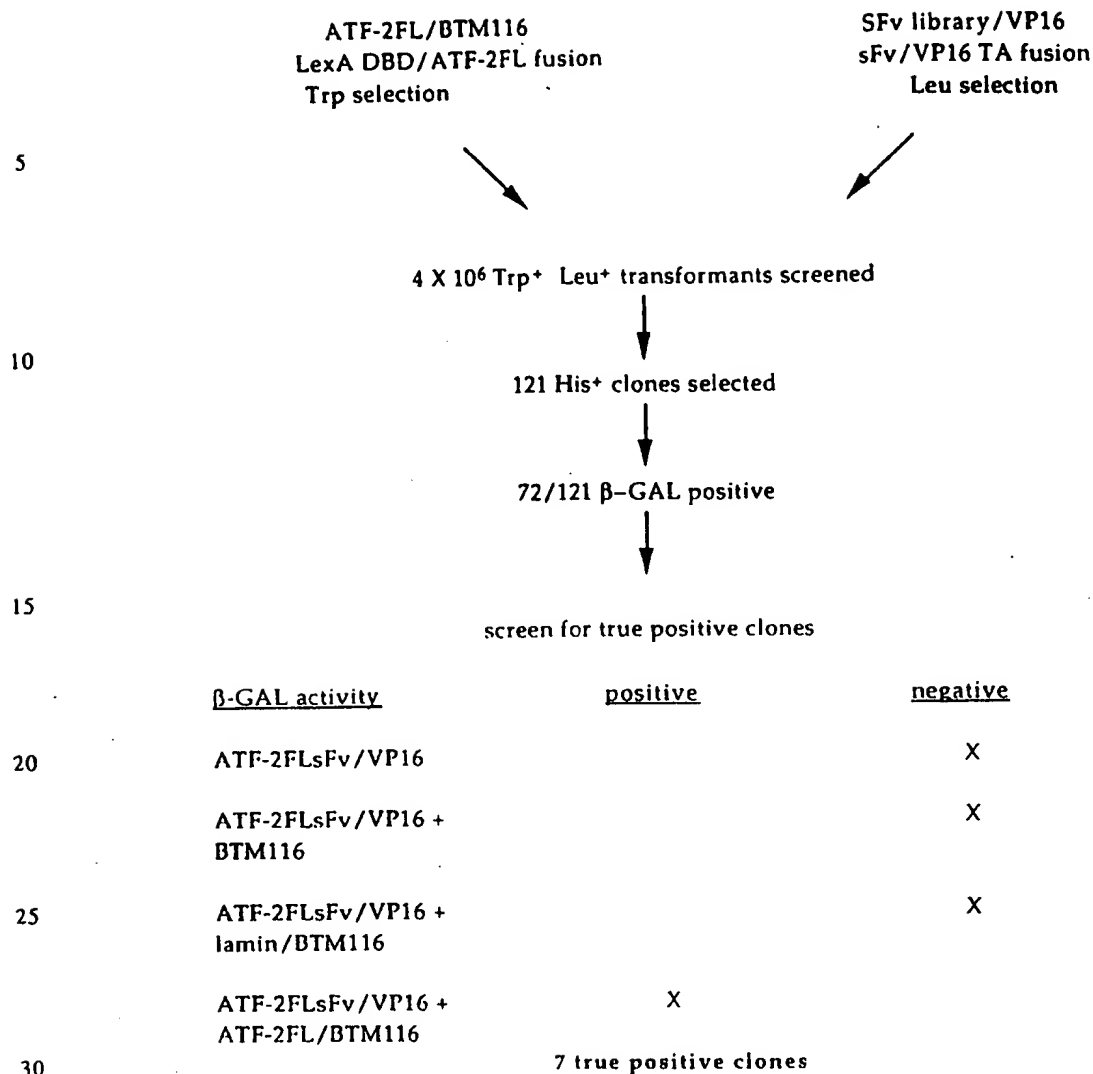 ATF-2FL/BTM116
LexA DBD/ATF-2FL fusion
Trp selection
SFv library/VP16
sFv/VP16 TA fusion
Leu selection
5
4 X 10⁶ Trp⁺ Leu⁺ transformants screened
10
121 His⁺ clones selected
72/121 β-GAL positive
15
screen for true positive clones
β-GAL activity positive negative
20 ATF-2FLsFv/VP16 X
ATF-2FLsFv/VP16 + X
BTM116
25 ATF-2FLsFv/VP16 + X
lamin/BTM116
ATF-2FLsFv/VP16 + X
ATF-2FL/BTM116
30 7 true positive clones